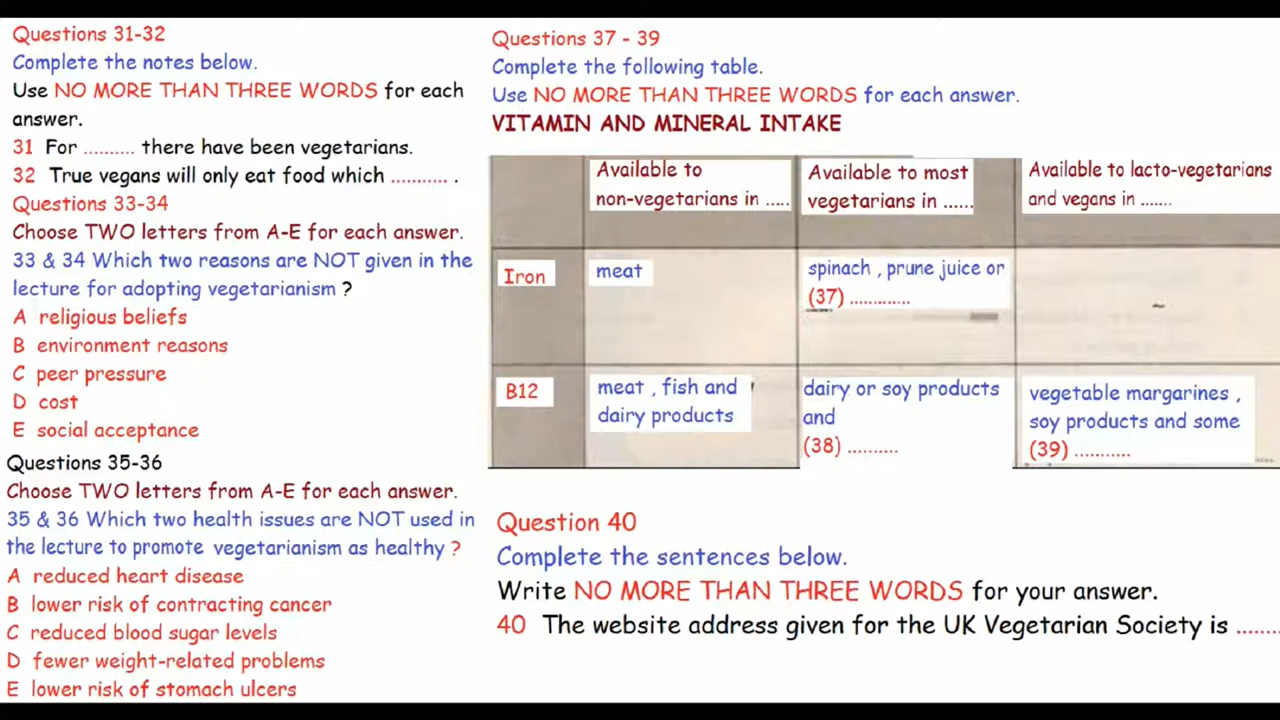 Questions 31-32
Complete the notes below.
Use NO MORE THAN THREE WORDS for each
answer.
31 For .......... there have been vegetarians.
32 True vegans will only eat food which ........... .
Questions 33-34
Choose TWO letters from A-E for each answer.
33 & 34 Which two reasons are NOT given in the
lecture for adopting vegetarianism ?
A religious beliefs
B environment reasons
C peer pressure
D cost
E social acceptance
Questions 35-36
Choose TWO letters from A-E for each answer.
35 & 36 Which two health issues are NOT used in
the lecture to promote vegetarianism as healthy ?
A reduced heart disease
B lower risk of contracting cancer
C reduced blood sugar levels
D fewer weight-related problems
E lower risk of stomach ulcers
Questions 37 - 39
Complete the following table.
Use NO MORE THAN THREE WORDS for each answer.
VITAMIN AND MINERAL INTAKE
Available to
non-vegetarians in .....
Available to most
vegetarians in ......
Available to lacto-vegetarians
and vegans in .......
Iron
meat
spinach , prune juice or
(37) ............
B12
meat , fish and
dairy products
dairy or soy products
and
(38) ..........
vegetable margarines ,
soy products and some
(39) ...........
Question 40
Complete the sentences below.
Write NO MORE THAN THREE WORDS for your answer.
40 The website address given for the UK Vegetarian Society is ........